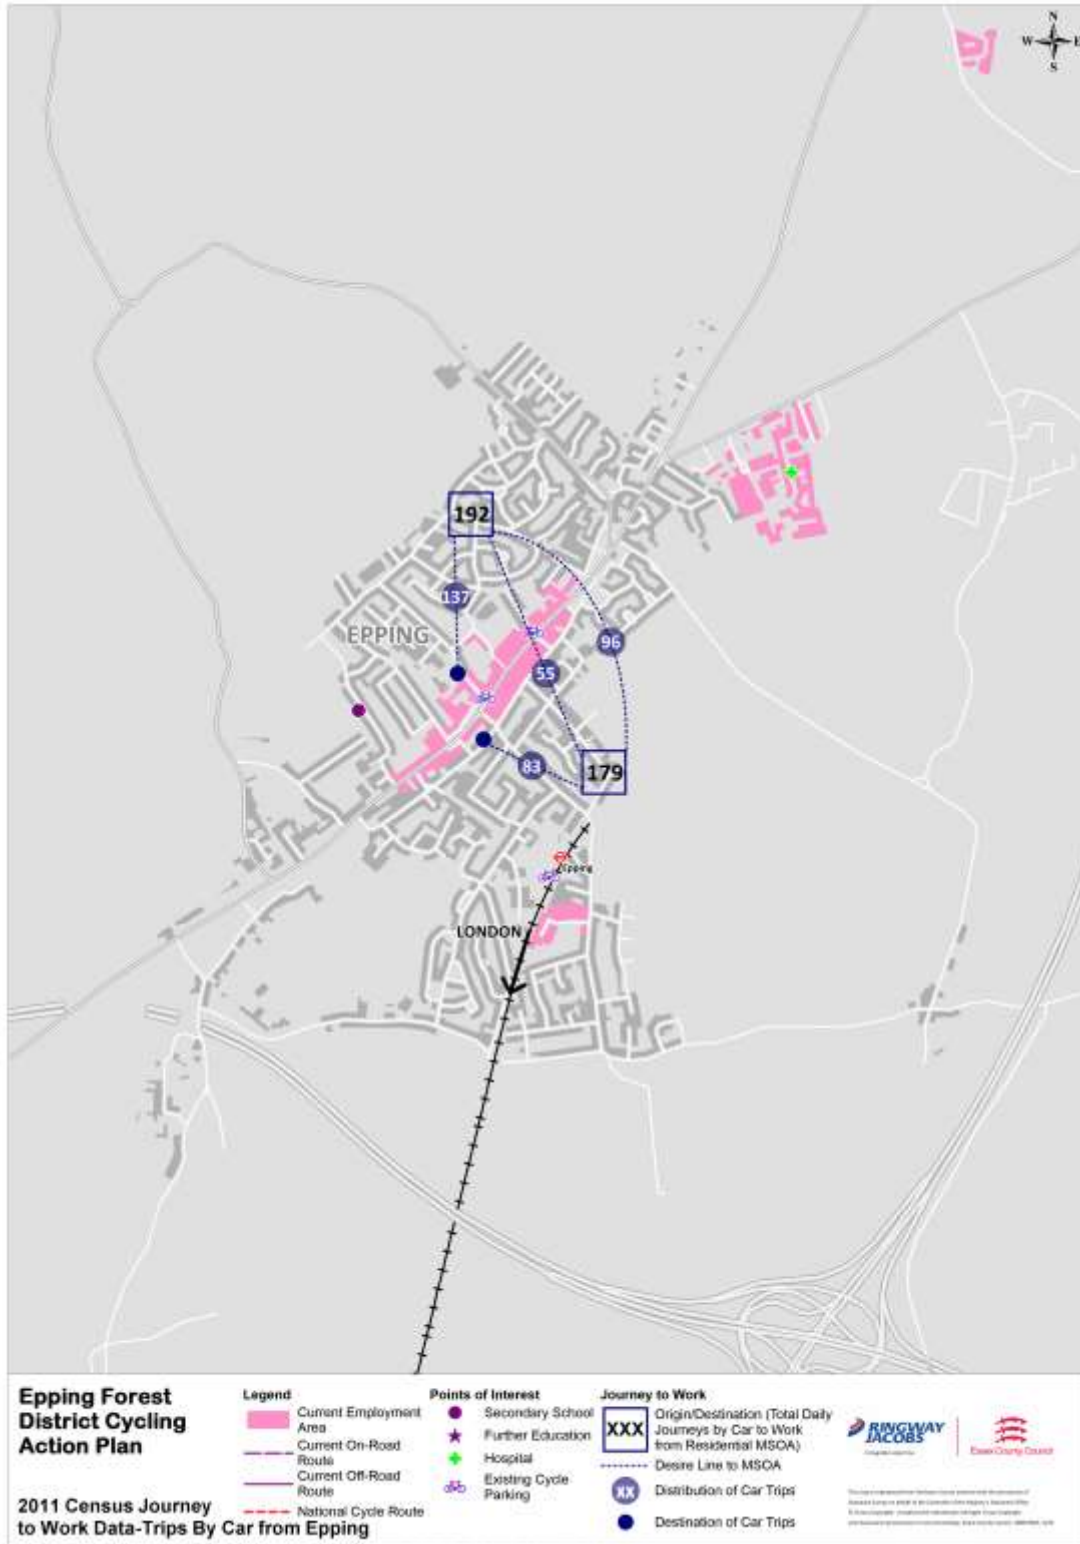 N
W E
S
192
137
EPPING
96
55
83
179
Epping
LONDON
Epping Forest
District Cycling
Action Plan
2011 Census Journey
to Work Data-Trips By Car from Epping
Legend
Current Employment
Area
Current On-Road
Route
Current Off-Road
Route
National Cycle Route
Points of Interest
Secondary School
Further Education
Hospital
Existing Cycle
Parking
Journey to Work
XXX
Origin/Destination (Total Daily
Journeys by Car to Work
from Residential MSOA)
Desire Line to MSOA
XX
Distribution of Car Trips
Destination of Car Trips
RINGWAY
JACOBS
Essex County Council